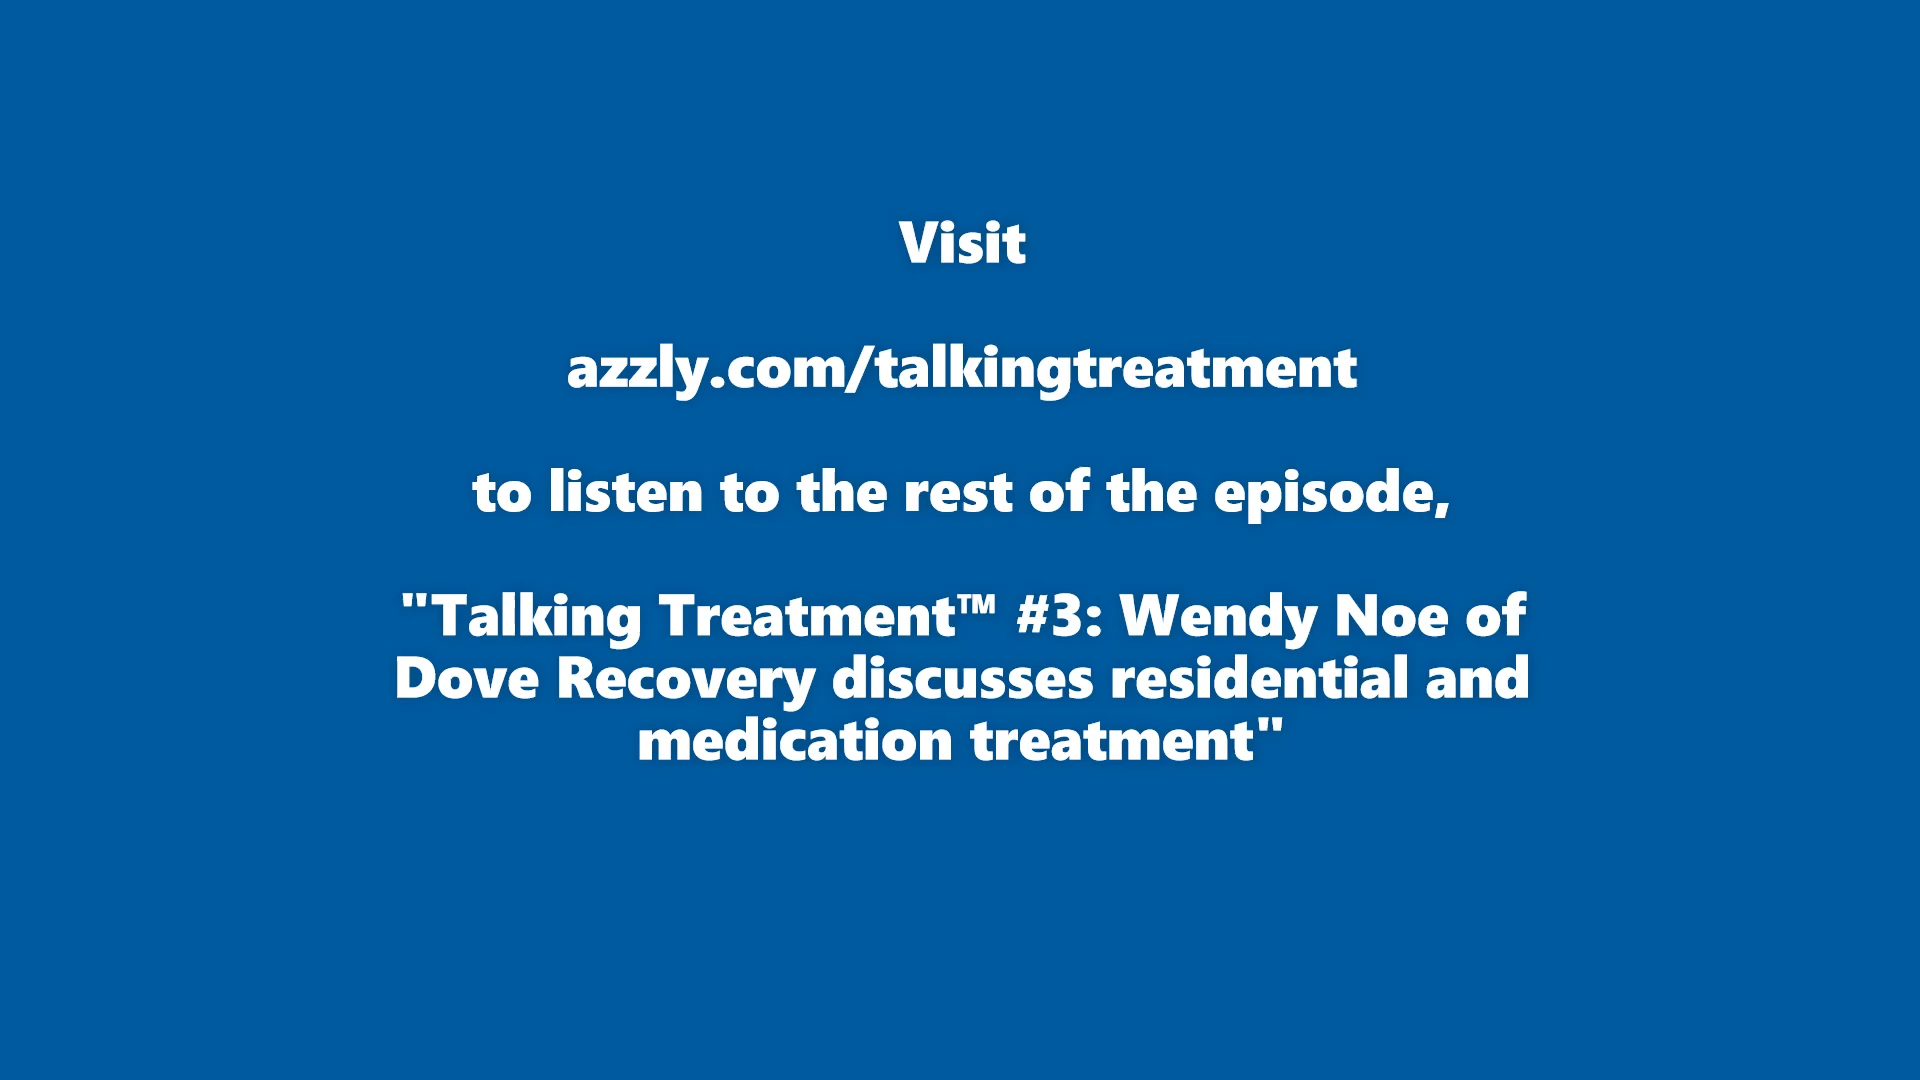 Visit
azzly.com/talkingtreatment
to listen to the rest of the episode,
"Talking Treatment™ #3: Wendy Noe of
Dove Recovery discusses residential and
medication treatment"